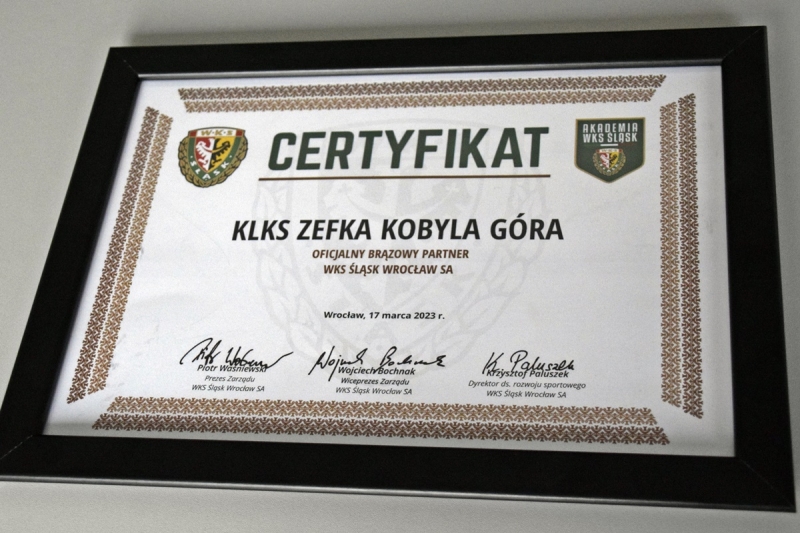 W·K·S
ŚLĄSK
CERTYFIKAT
AKADEMIA
WKS ŚLĄSK
KLKS ZEFKA KOBYLA GÓRA
OFICJALNY BRĄZOWY PARTNER
WKS ŚLĄSK WROCŁAW SA
Wrocław, 17 marca 2023 r.
Piotr Waśniewski
Prezes Zarządu
WKS Śląsk Wrocław SA
Wojciech Bochnak
Wiceprezes Zarządu
WKS Śląsk Wrocław SA
K. Paluszek
Krzysztof Paluszek
Dyrektor ds. rozwoju sportowego
WKS Śląsk Wrocław SA